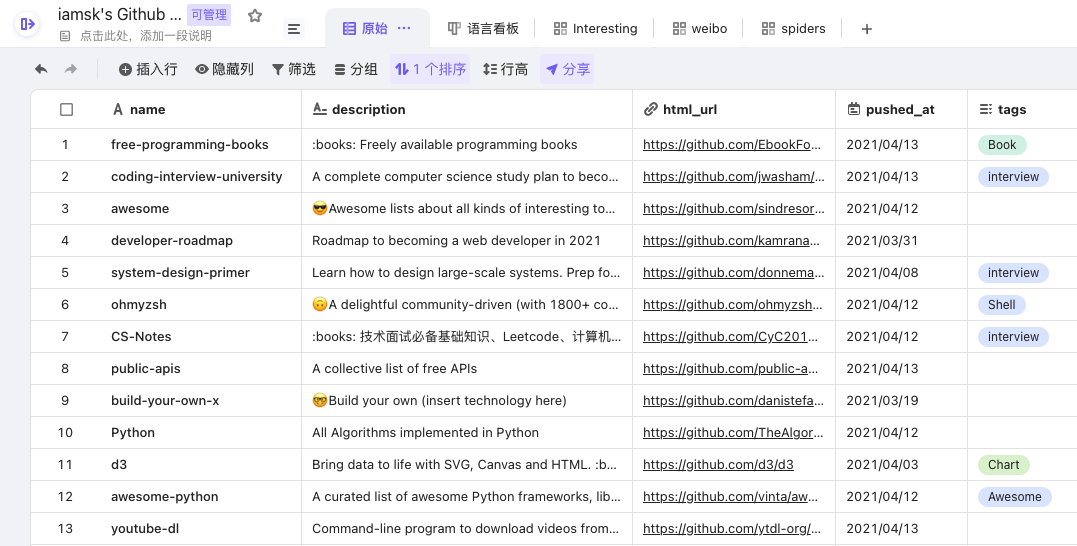 iamsk's Github ... 可管理
点击此处，添加一段说明
原始 ··· 语言看板 Interesting weibo spiders +
插入行 隐藏列 筛选 分组 1 个排序 行高 分享
name description html_url pushed_at tags
1 free-programming-books :books: Freely available programming books https://github.com/EbookFo... 2021/04/13 Book
2 coding-interview-university A complete computer science study plan to beco... https://github.com/jwasham/... 2021/04/13 interview
3 awesome 😎Awesome lists about all kinds of interesting to... https://github.com/sindresor... 2021/04/12
4 developer-roadmap Roadmap to becoming a web developer in 2021 https://github.com/kamrana... 2021/03/31
5 system-design-primer Learn how to design large-scale systems. Prep fo... https://github.com/donnema... 2021/04/08 interview
6 ohmyzsh 🙃A delightful community-driven (with 1800+ co... https://github.com/ohmyzsh... 2021/04/12 Shell
7 CS-Notes :books: 技术面试必备基础知识、Leetcode、计算机... https://github.com/CyC201... 2021/04/12 interview
8 public-apis A collective list of free APIs https://github.com/public-a... 2021/04/13
9 build-your-own-x 🤓Build your own (insert technology here) https://github.com/danistefa... 2021/03/19
10 Python All Algorithms implemented in Python https://github.com/TheAlgor... 2021/04/12
11 d3 Bring data to life with SVG, Canvas and HTML. :b... https://github.com/d3/d3 2021/04/03 Chart
12 awesome-python A curated list of awesome Python frameworks, lib... https://github.com/vinta/aw... 2021/04/12 Awesome
13 youtube-dl Command-line program to download videos from... https://github.com/ytdl-org/... 2021/04/13